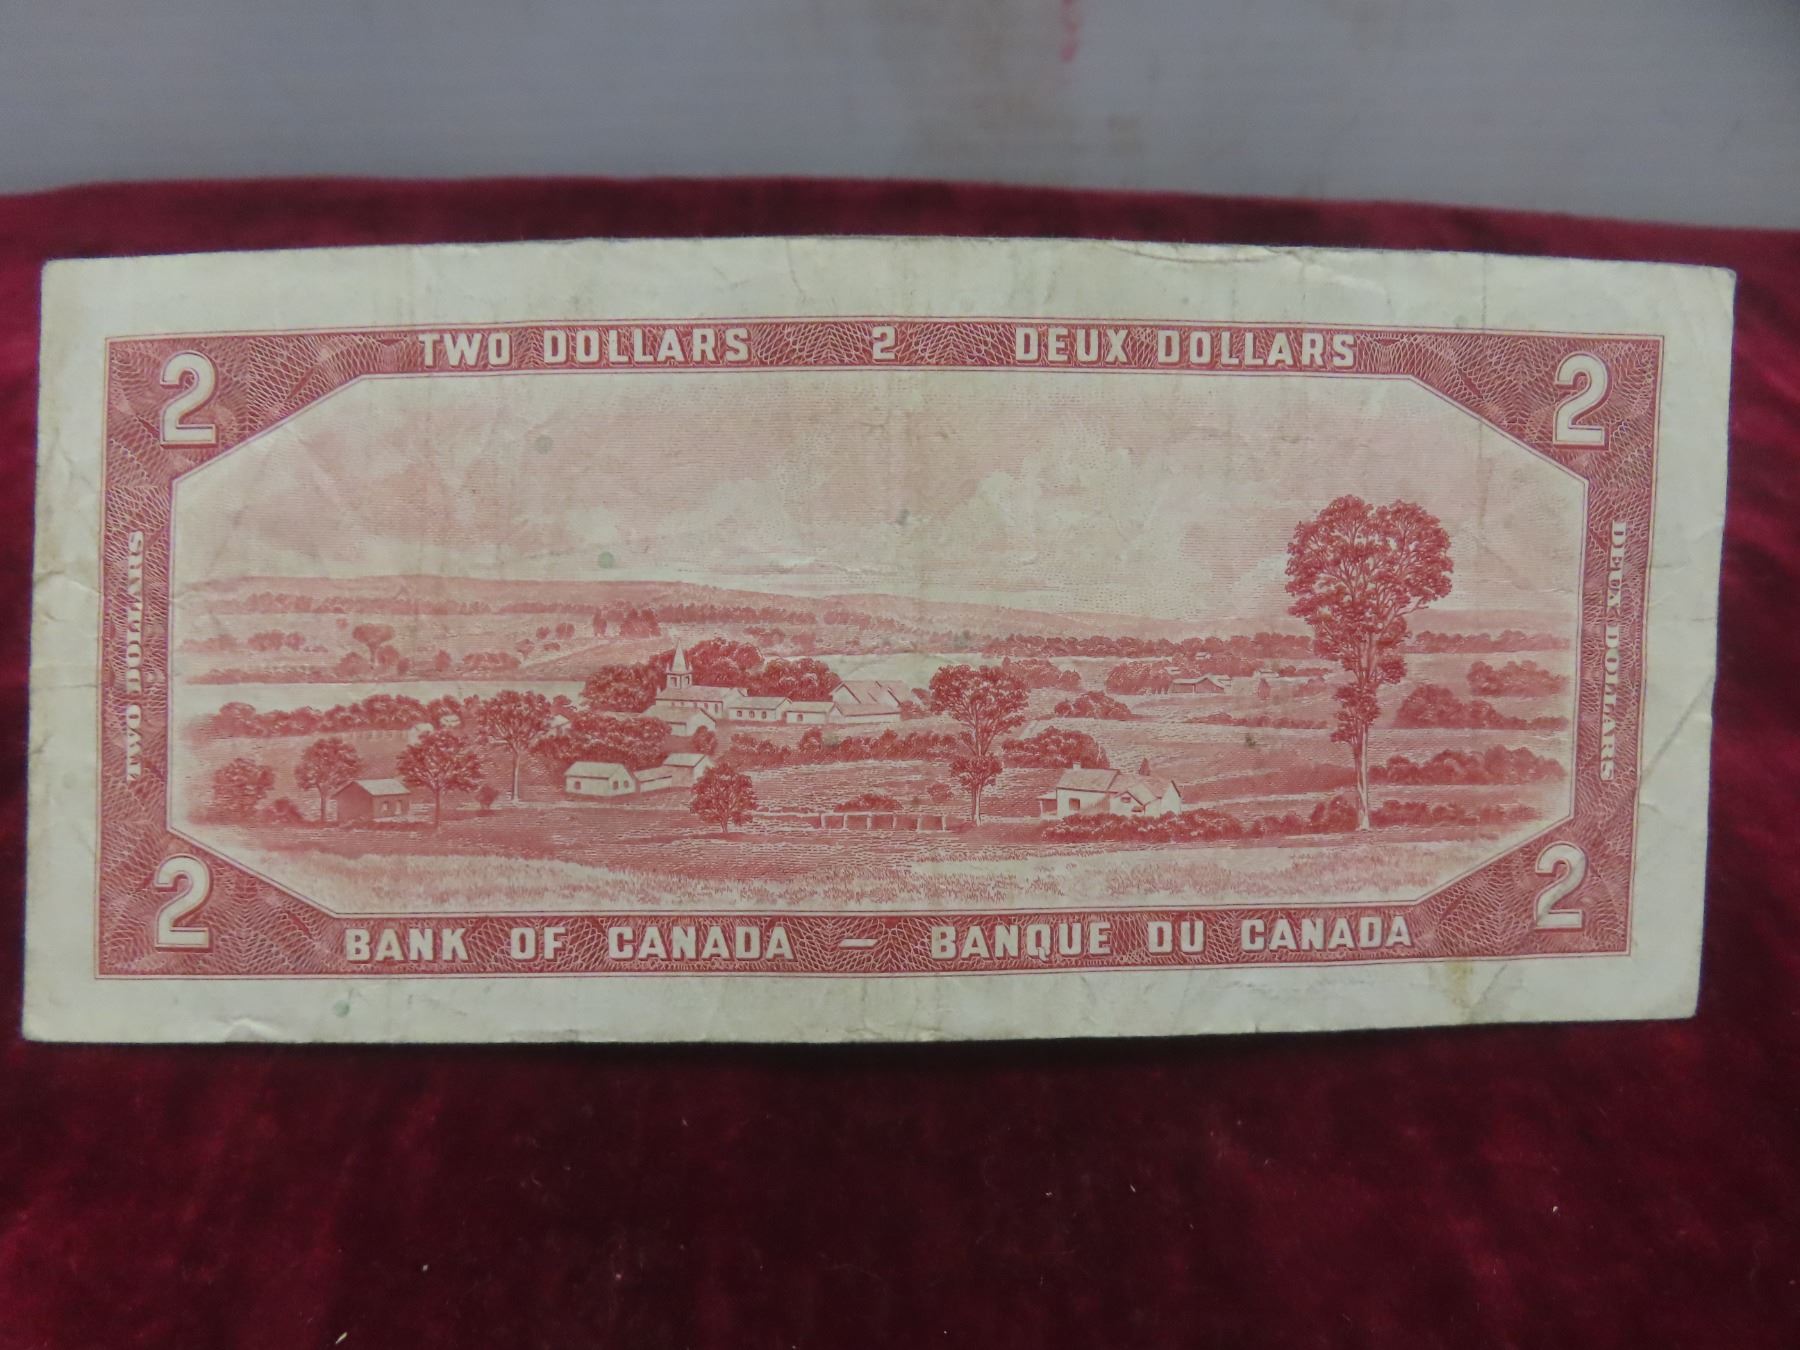 TWO DOLLARS 2 DEUX DOLLARS
2 2
TWO DOLLARS
DEUX DOLLARS
2 2
BANK OF CANADA — BANQUE DU CANADA